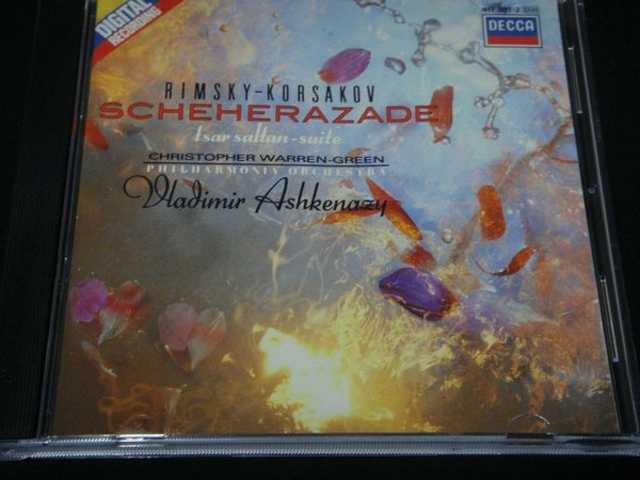 DIGITAL
RECORDING
DECCA
RIMSKY-KORSAKOV
SCHEHERAZADE
Tsar saltan-suite
CHRISTOPHER WARREN-GREEN
PHILHARMONIA ORCHESTRA
Vladimir Ashkenazy